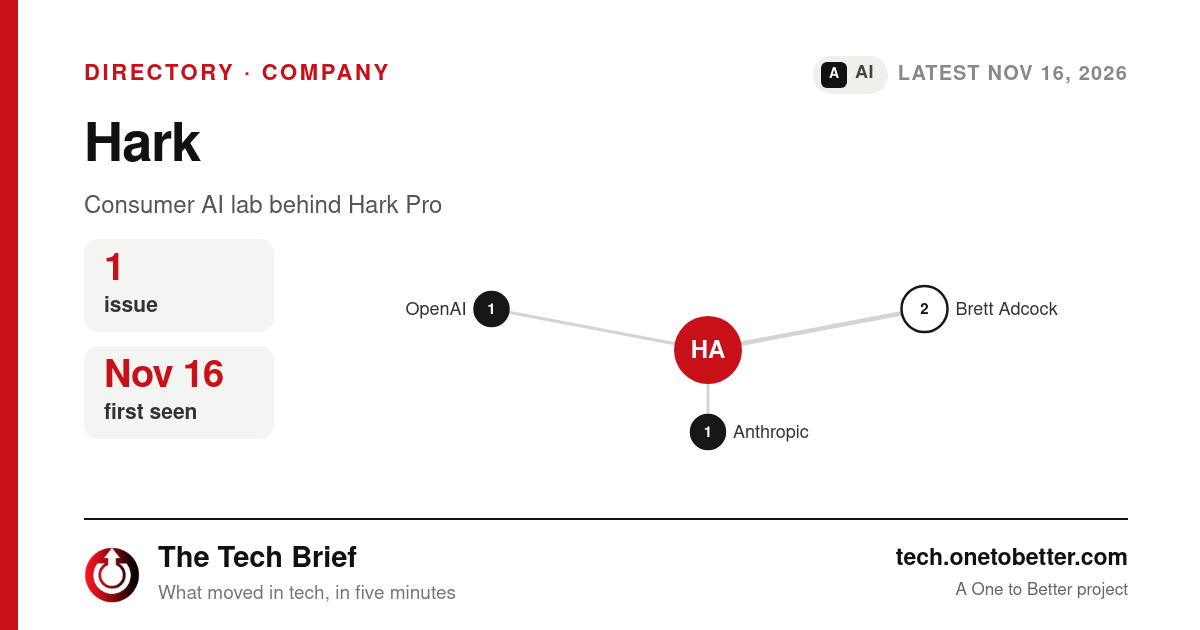 DIRECTORY · COMPANY
A AI LATEST NOV 16, 2026
Hark
Consumer AI lab behind Hark Pro
1
issue
Nov 16
first seen
OpenAI 1
HA
2 Brett Adcock
1 Anthropic
The Tech Brief
What moved in tech, in five minutes
tech.onetobetter.com
A One to Better project